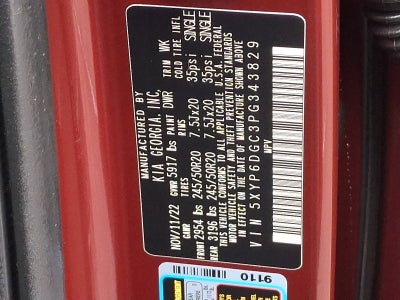 MANUFACTURED BY
KIA GEORGIA, INC.
NOV/11/22 GWR 5917 lbs PAINT DWR TRIM WK
GAWR TIRES RIMS COLD TIRE INFL
FRONT 2954 lbs 245/50R20 7.5Jx20 35psi SINGLE
REAR 3196 lbs 245/50R20 7.5Jx20 35psi SINGLE
THIS VEHICLE CONFORMS TO ALL APPLICABLE U.S.A. FEDERAL
MOTOR VEHICLE SAFETY AND THEFT PREVENTION STANDARDS
IN EFFECT ON THE DATE OF MANUFACTURE SHOWN ABOVE
VIN 5XYP6DGC3PG343829
MPV
9110